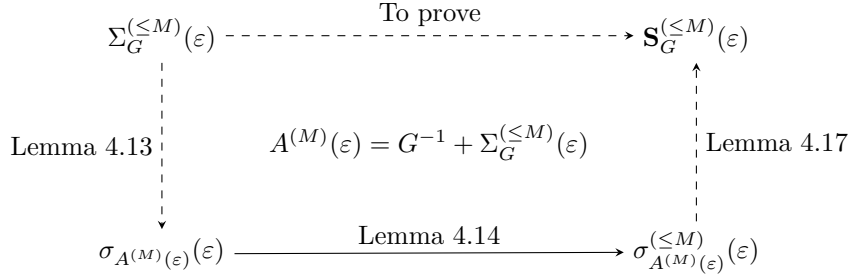 To prove
Σ_G^{(≤M)}(ε) S_G^{(≤M)}(ε)
Lemma 4.13 A^{(M)}(ε) = G^{-1} + Σ_G^{(≤M)}(ε) Lemma 4.17
Lemma 4.14
σ_{A^{(M)}(ε)}(ε) σ_{A^{(M)}(ε)}^{(≤M)}(ε)